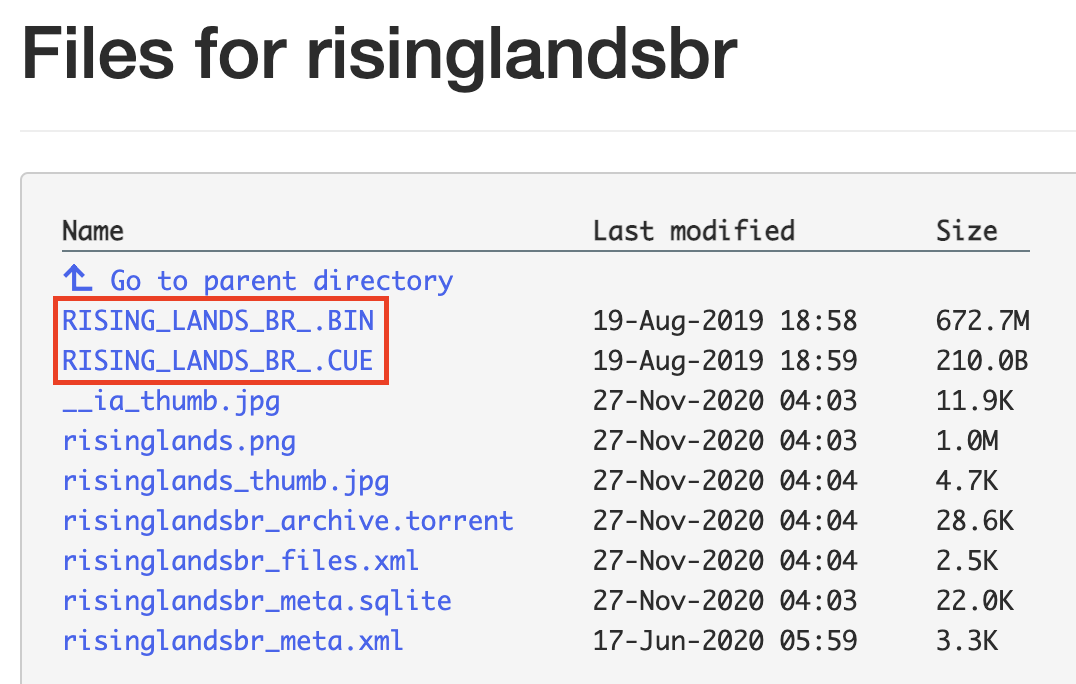 Files for risinglandsbr
Name Last modified Size
Go to parent directory
RISING_LANDS_BR_.BIN 19-Aug-2019 18:58 672.7M
RISING_LANDS_BR_.CUE 19-Aug-2019 18:59 210.0B
__ia_thumb.jpg 27-Nov-2020 04:03 11.9K
risinglands.png 27-Nov-2020 04:03 1.0M
risinglands_thumb.jpg 27-Nov-2020 04:04 4.7K
risinglandsbr_archive.torrent 27-Nov-2020 04:04 28.6K
risinglandsbr_files.xml 27-Nov-2020 04:04 2.5K
risinglandsbr_meta.sqlite 27-Nov-2020 04:03 22.0K
risinglandsbr_meta.xml 17-Jun-2020 05:59 3.3K